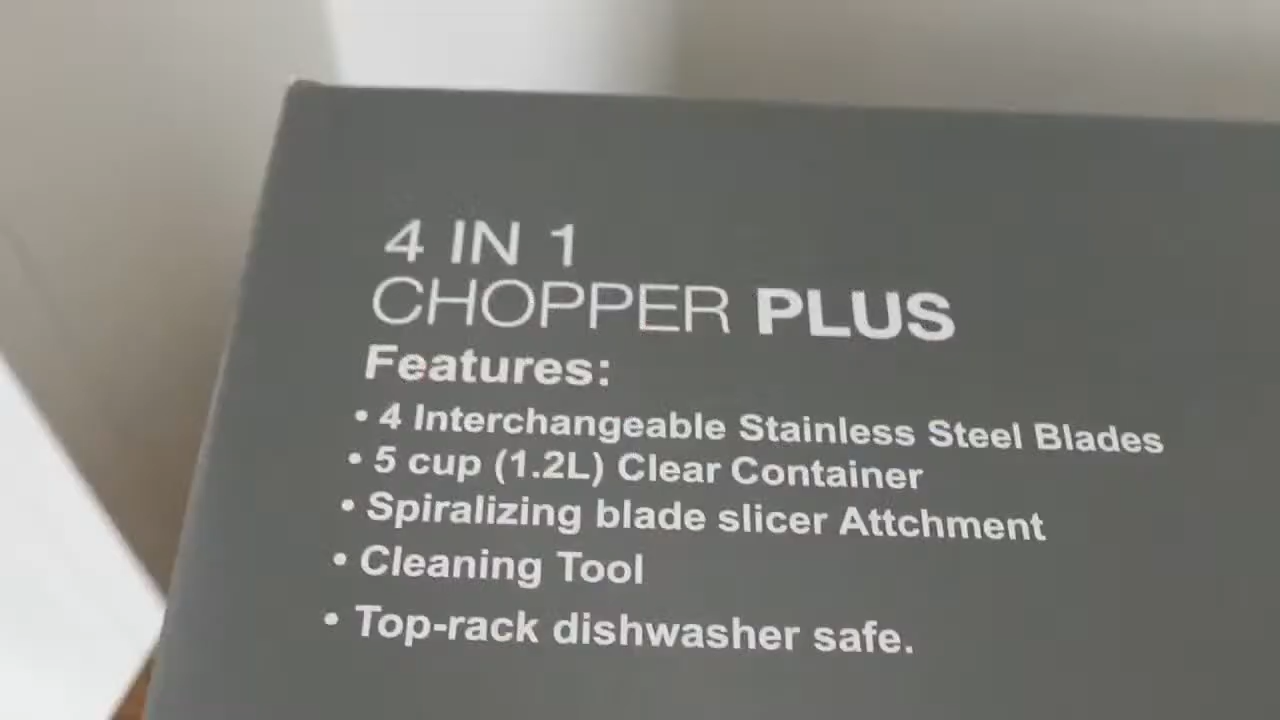 4 IN 1
CHOPPER PLUS
Features:
• 4 Interchangeable Stainless Steel Blades
• 5 cup (1.2L) Clear Container
• Spiralizing blade slicer Attchment
• Cleaning Tool
• Top-rack dishwasher safe.